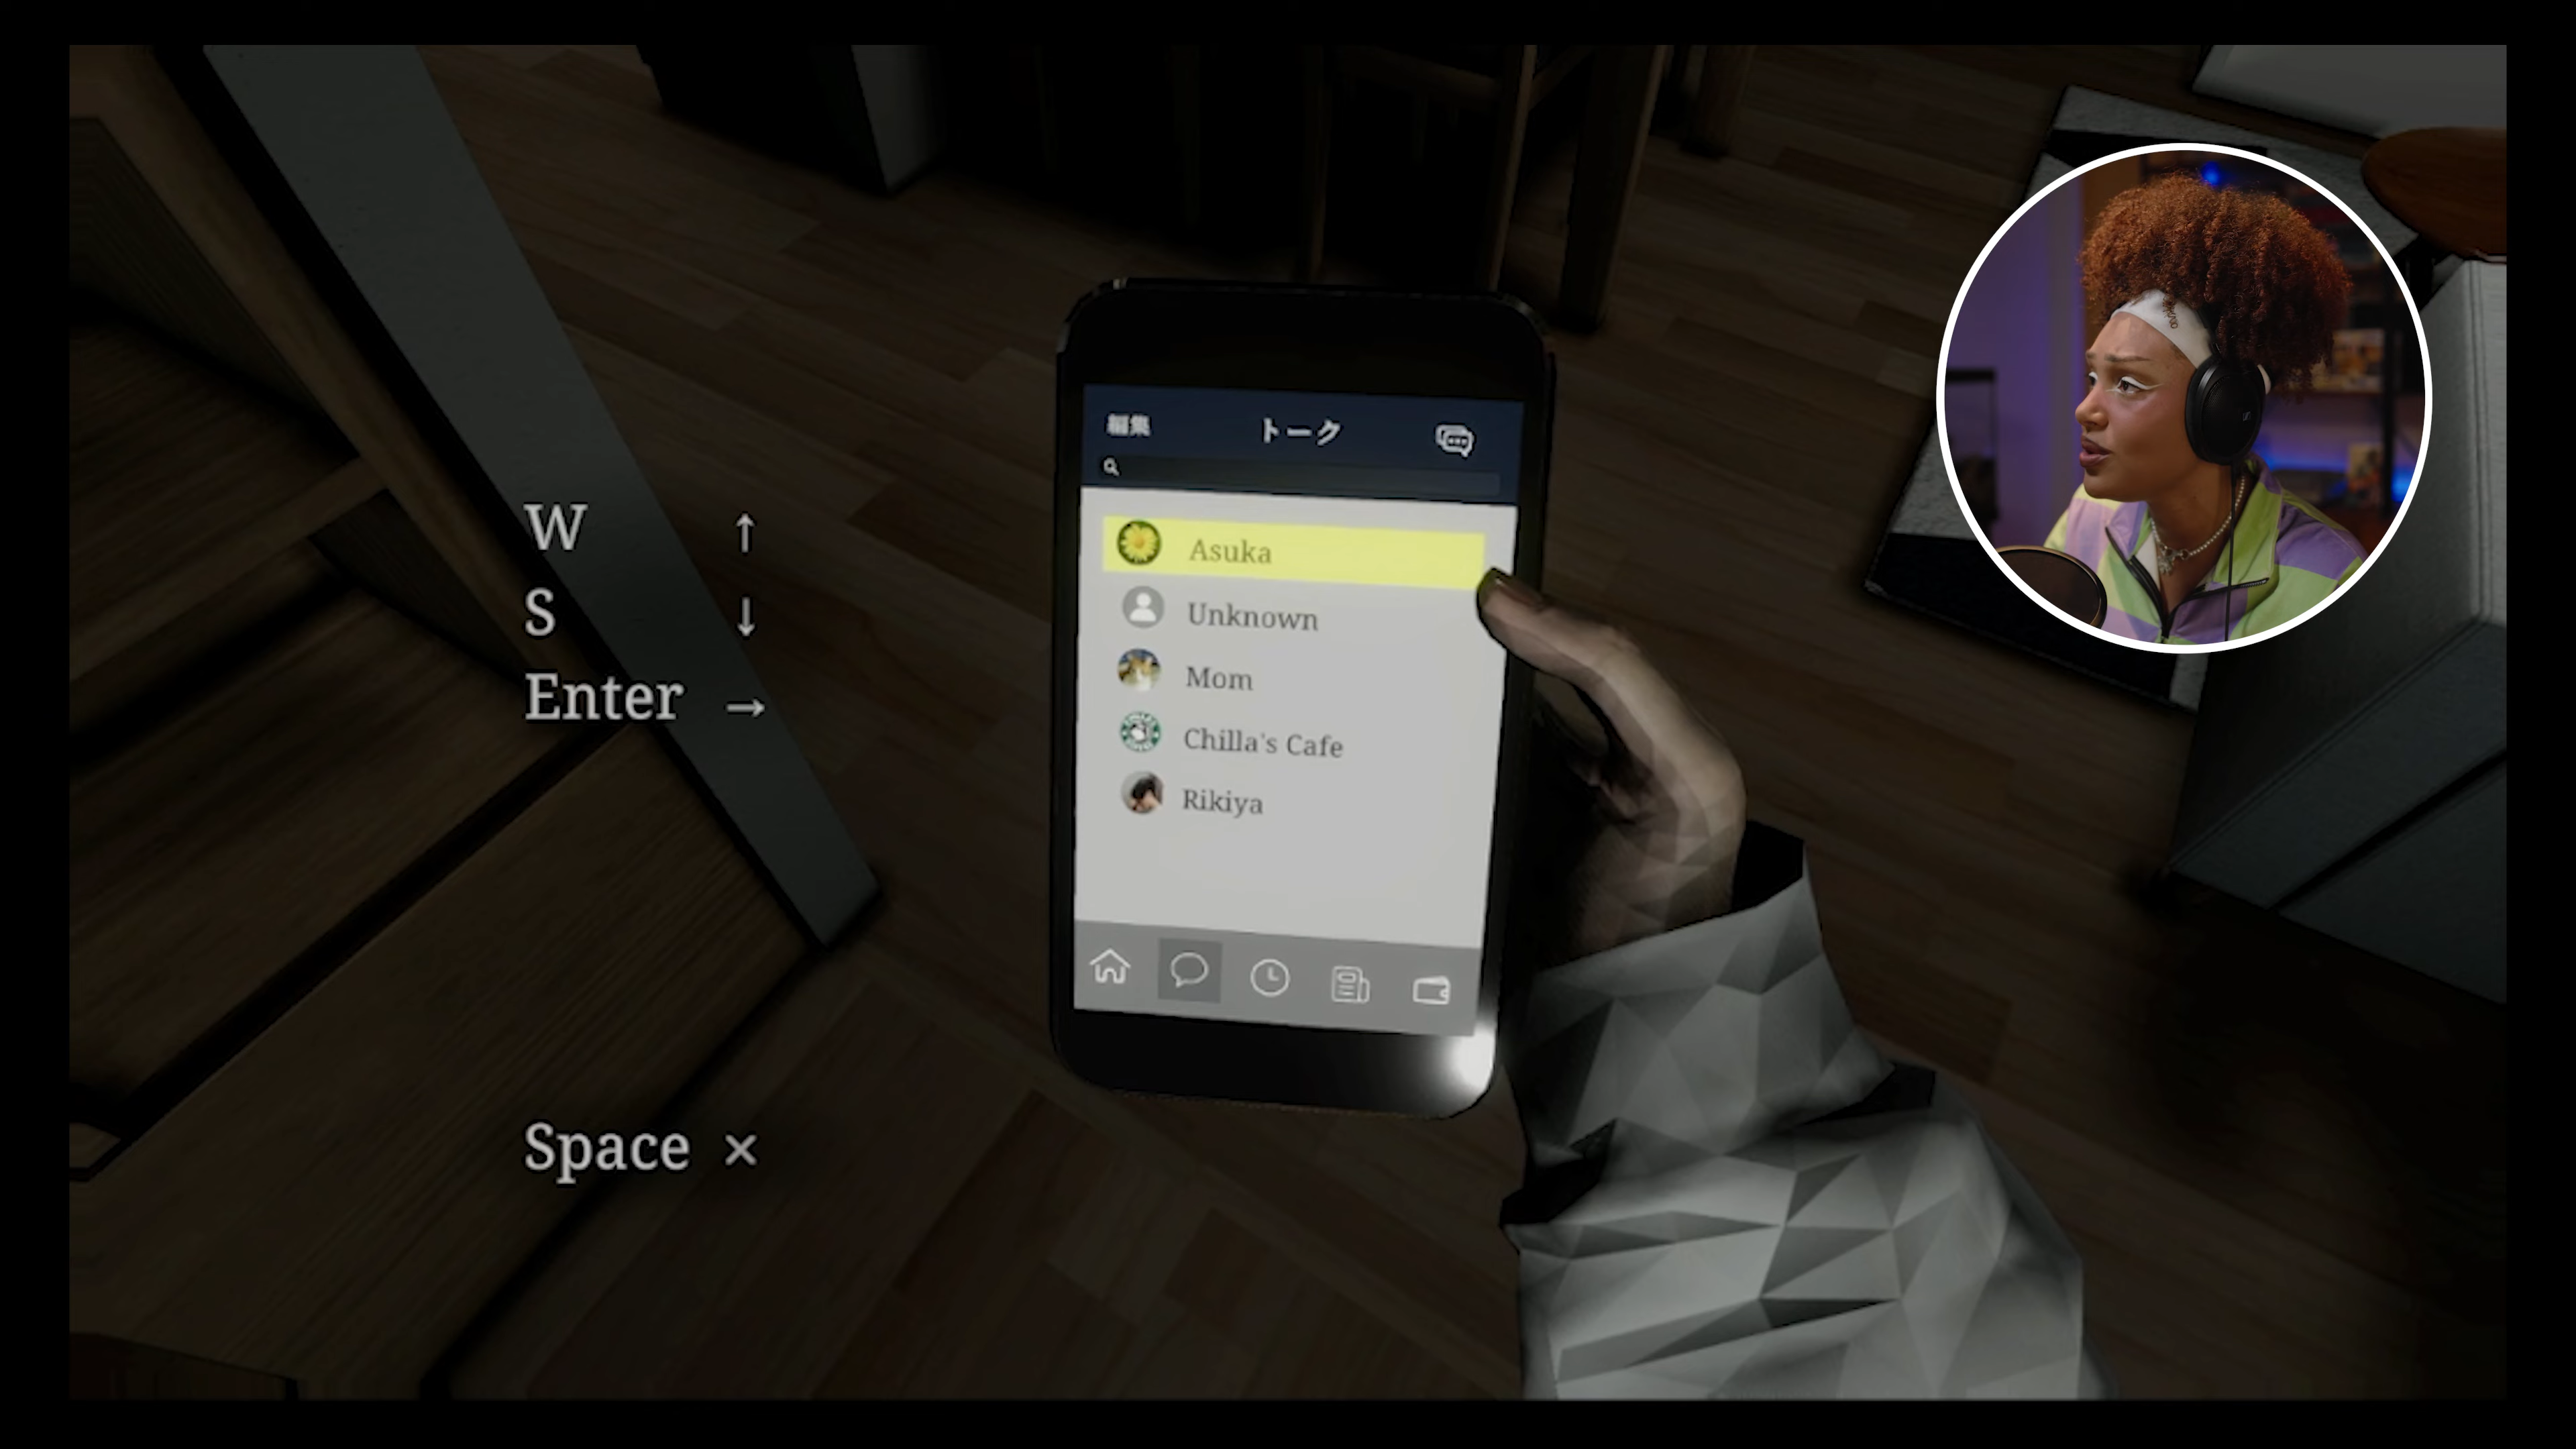 W ↑
S ↓
Enter →
Space ×
編集 トーク
Asuka
Unknown
Mom
Chilla's Cafe
Rikiya